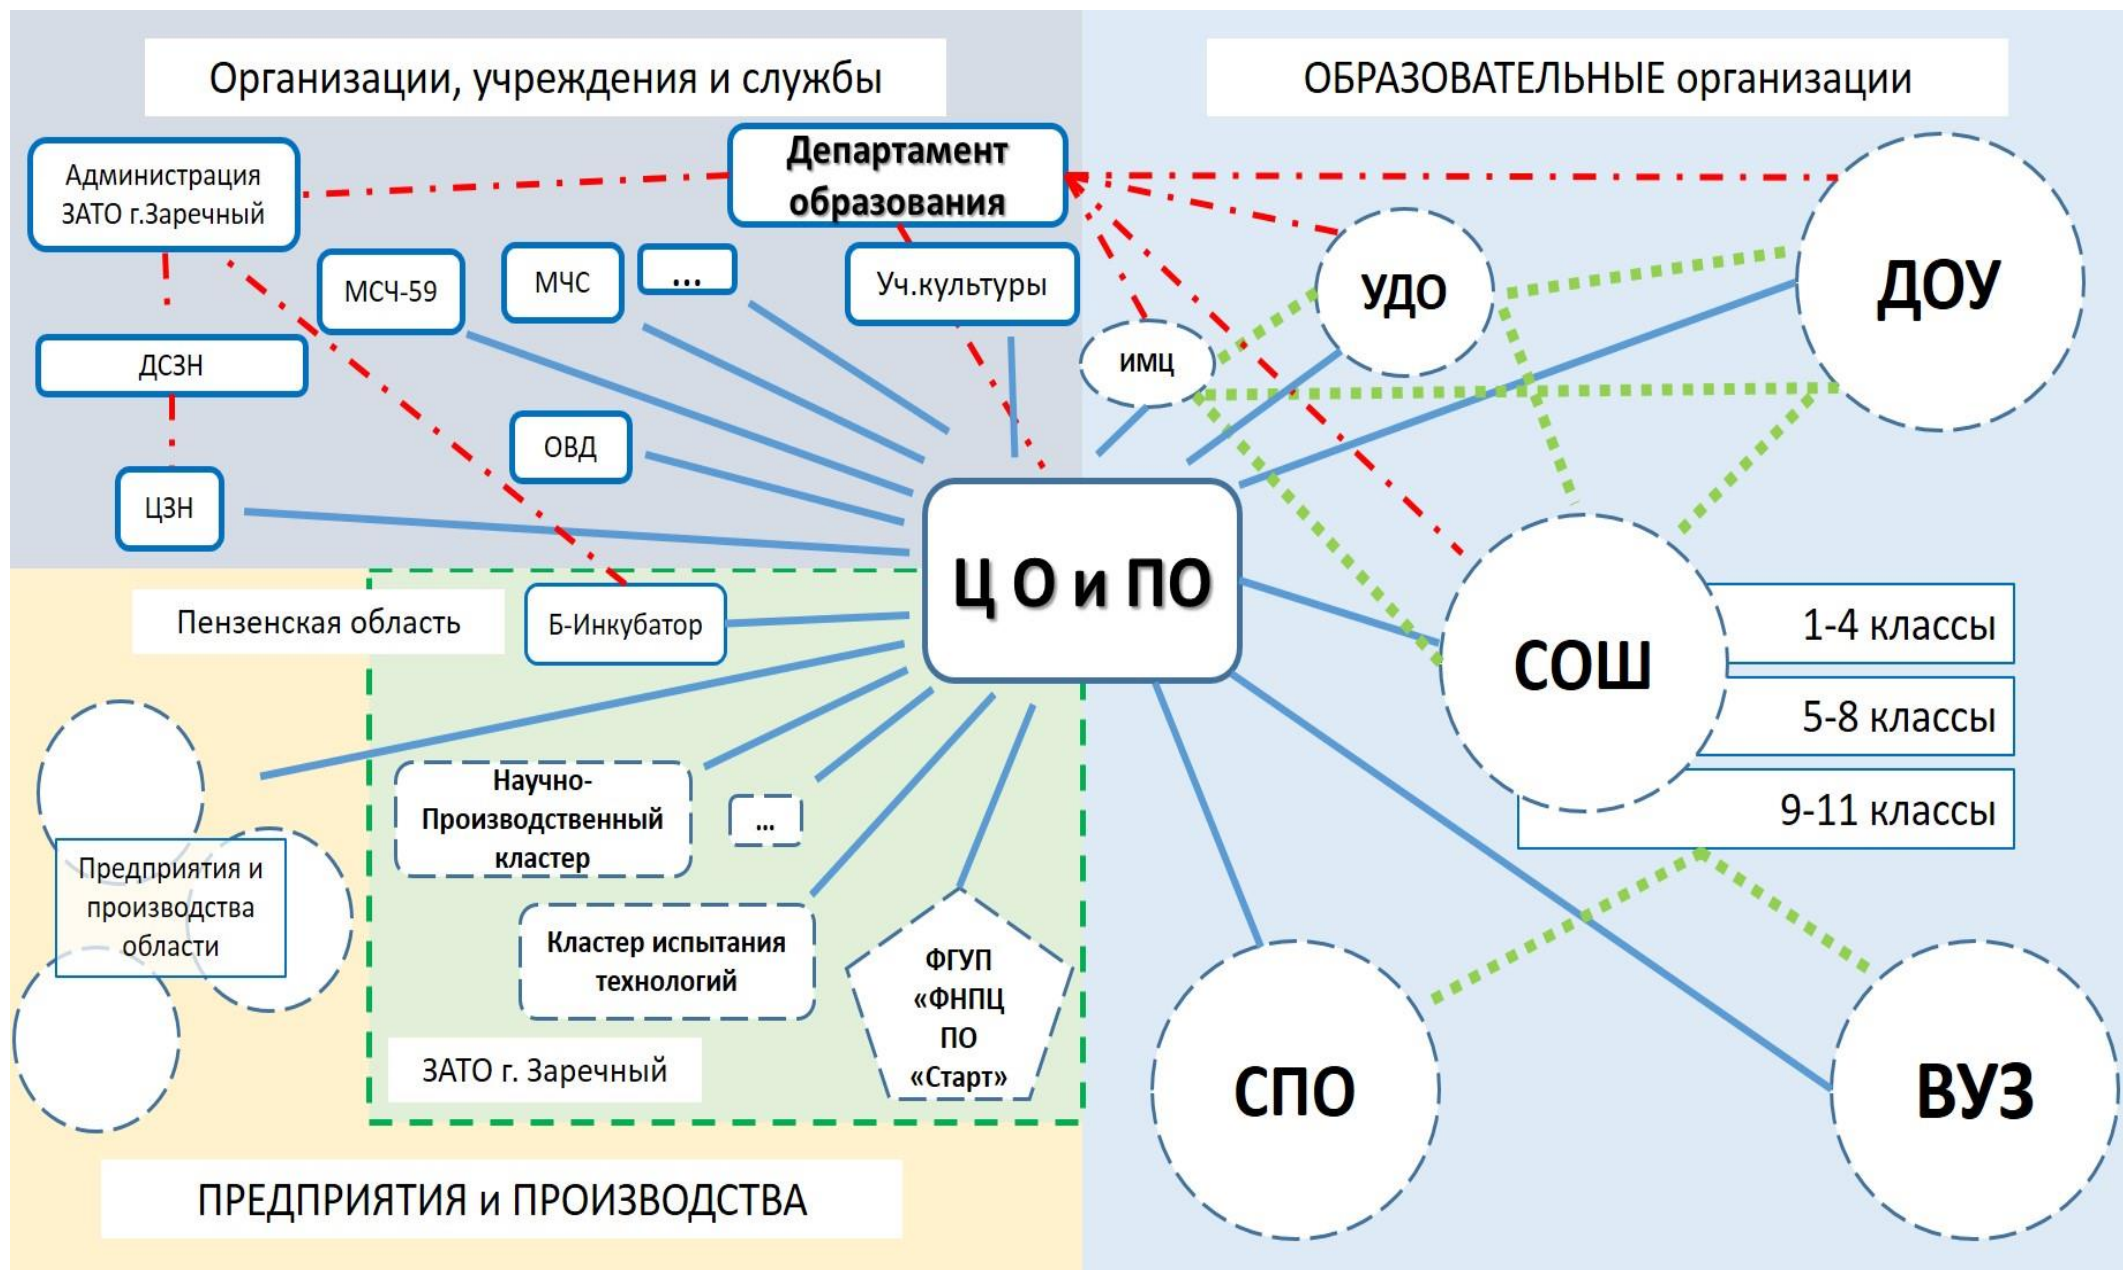 Организации, учреждения и службы
ОБРАЗОВАТЕЛЬНЫЕ организации
Администрация
ЗАТО г.Заречный
Департамент
образования
МСЧ-59
МЧС
...
Уч.культуры
УДО
ДОУ
ИМЦ
ДСЗН
ОВД
ЦЗН
Ц О и ПО
Пензенская область
Б-Инкубатор
СОШ
1-4 классы
5-8 классы
9-11 классы
Научно-
Производственный
кластер
...
Предприятия и
производства
области
Кластер испытания
технологий
ФГУП
«ФНПЦ
ПО
«Старт»
ЗАТО г. Заречный
СПО
ВУЗ
ПРЕДПРИЯТИЯ и ПРОИЗВОДСТВА